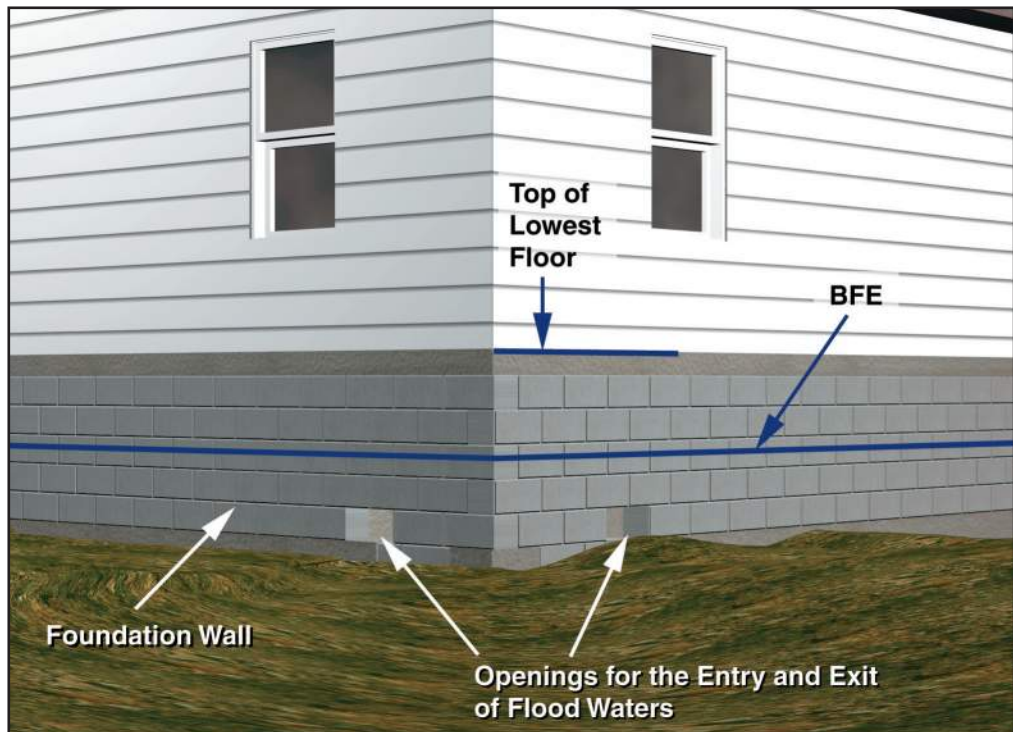 Top of
Lowest
Floor
BFE
Foundation Wall
Openings for the Entry and Exit
of Flood Waters